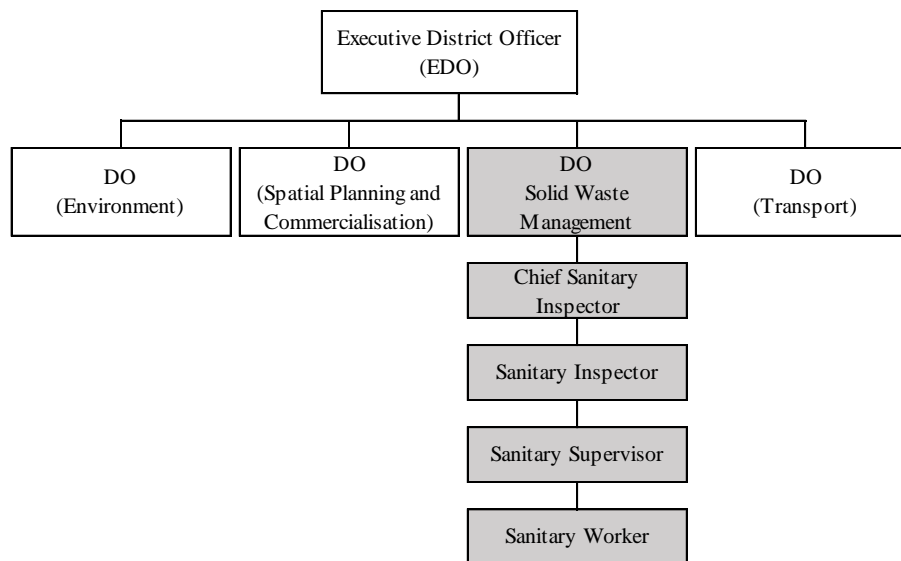 Executive District Officer
(EDO)
DO
(Environment)
DO
(Spatial Planning and
Commercialisation)
DO
Solid Waste
Management
DO
(Transport)
Chief Sanitary
Inspector
Sanitary Inspector
Sanitary Supervisor
Sanitary Worker